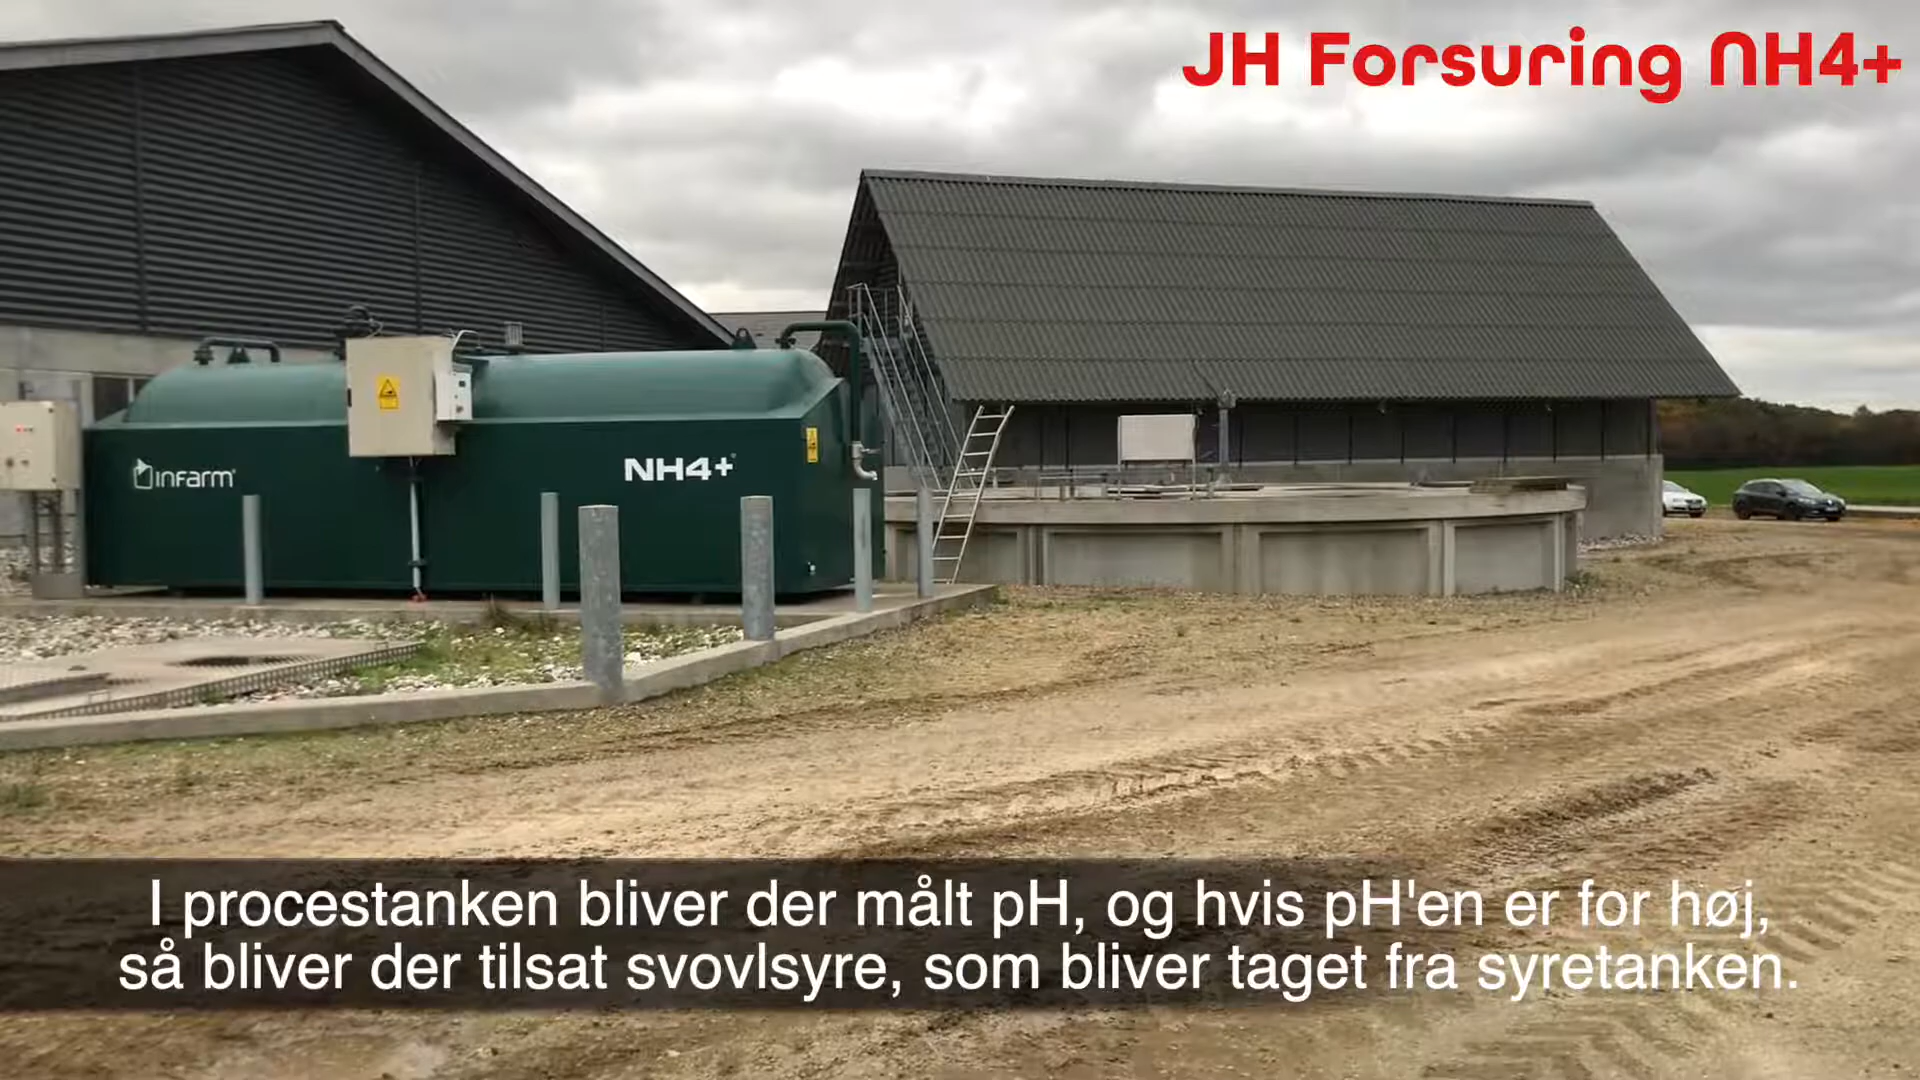 JH Forsuring NH4+
INFARM
NH4+
I procestanken bliver der målt pH, og hvis pH'en er for høj,
så bliver der tilsat svovlsyre, som bliver taget fra syretanken.